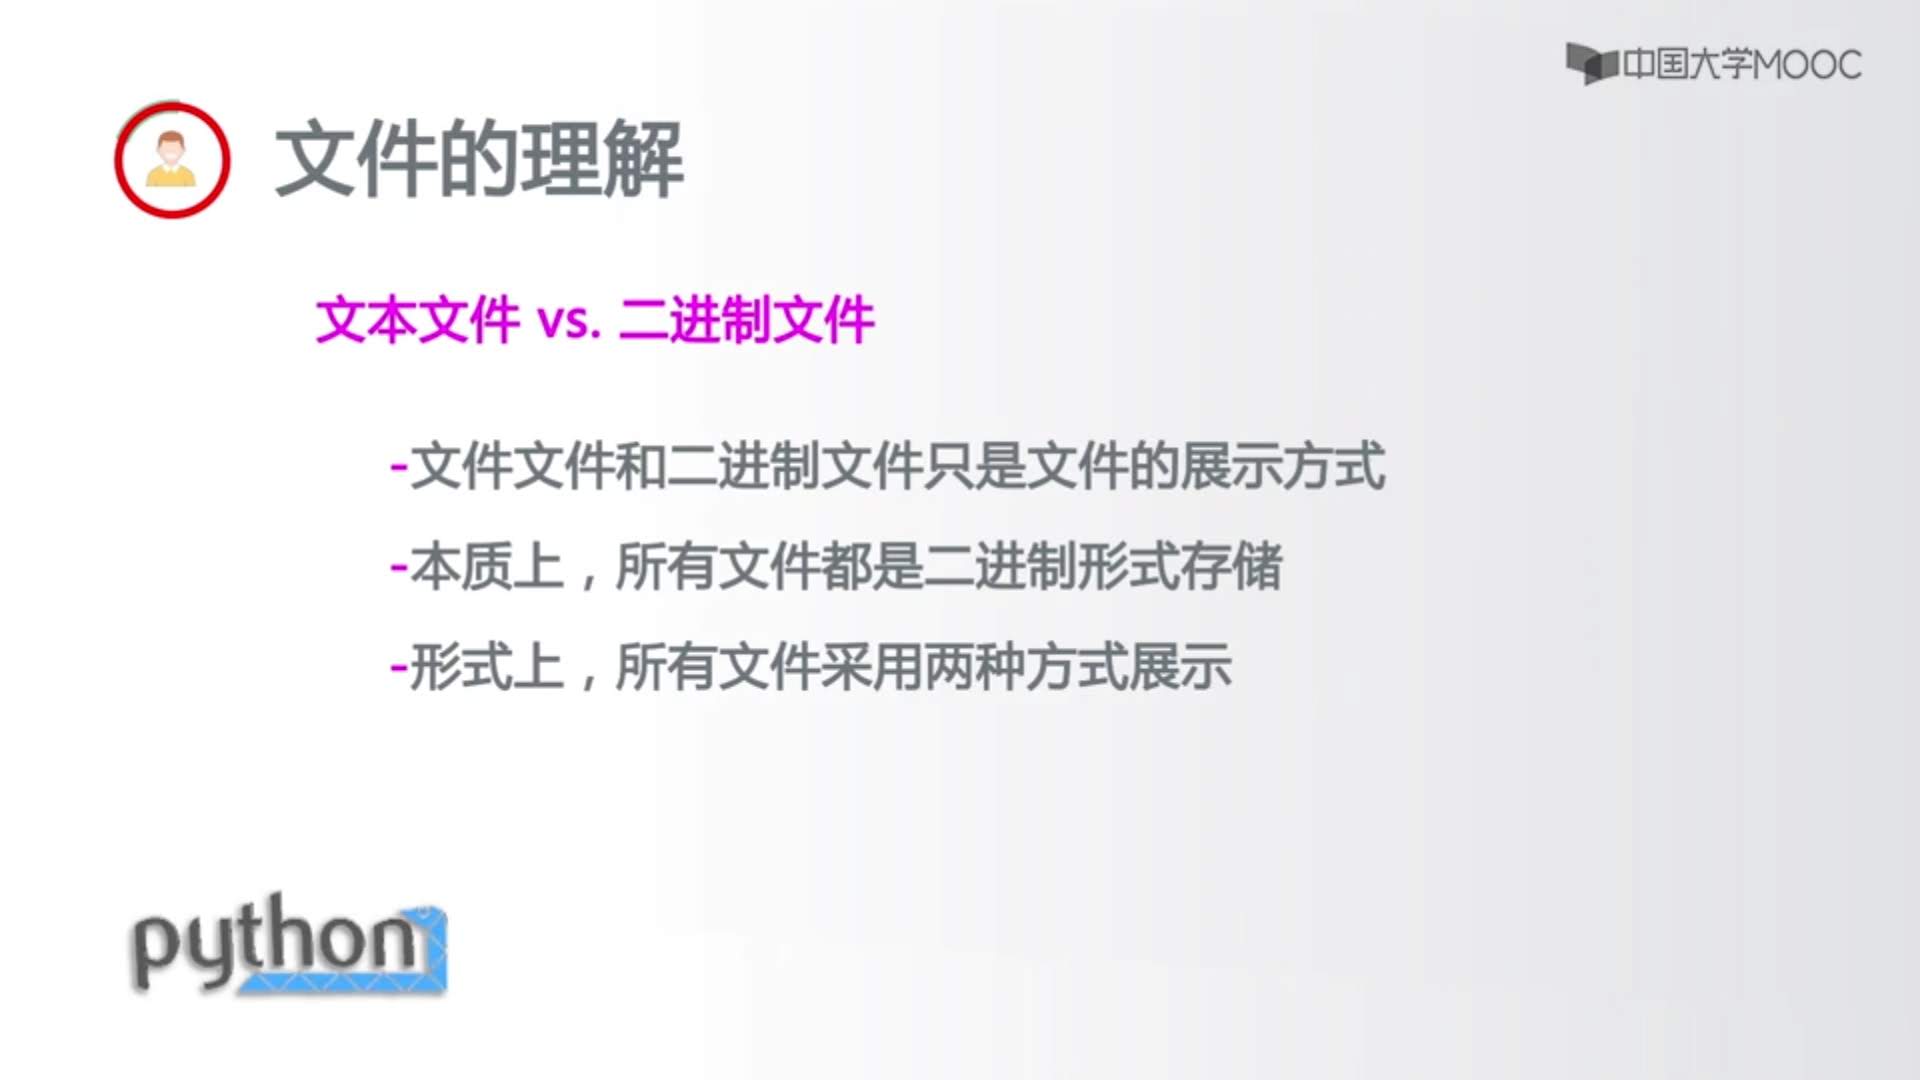 中国大学MOOC
文件的理解
文本文件 vs. 二进制文件
-文件文件和二进制文件只是文件的展示方式
-本质上，所有文件都是二进制形式存储
-形式上，所有文件采用两种方式展示
python